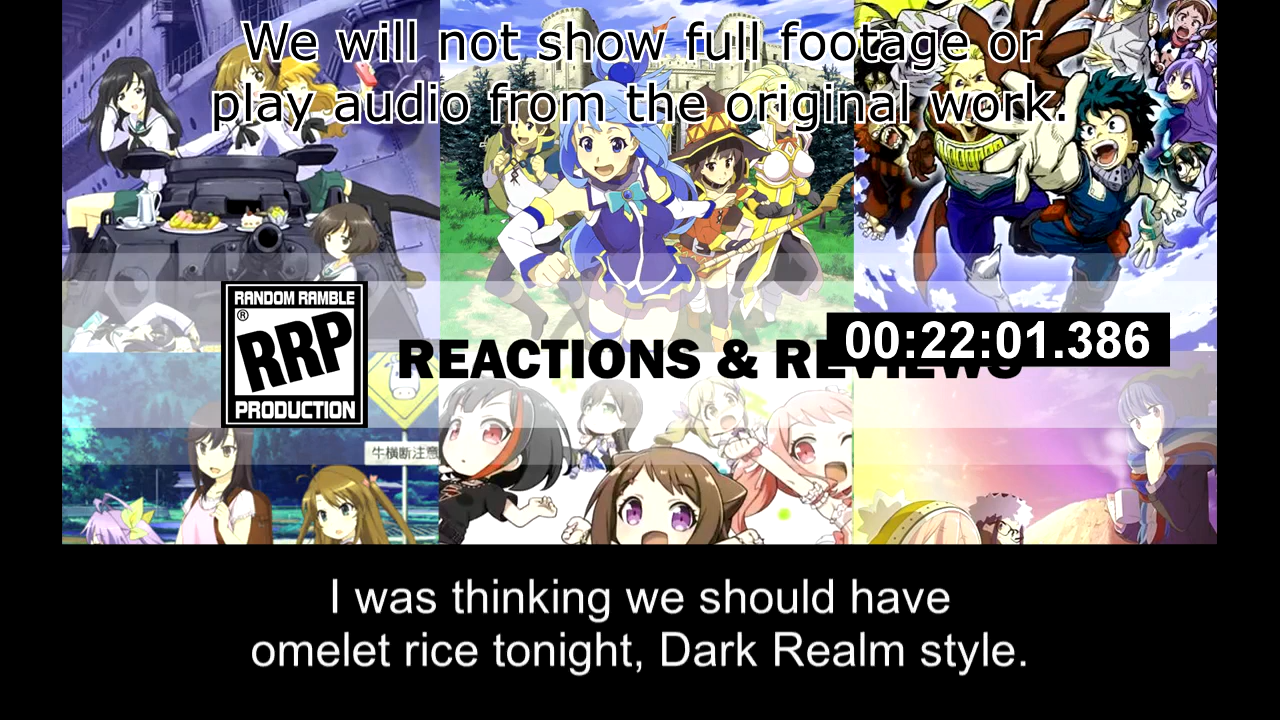 We will not show full footage or
play audio from the original work.
RANDOM RAMBLE
®
RRP
PRODUCTION
REACTIONS & REVIEWS
00:22:01.386
牛横断注意
I was thinking we should have
omelet rice tonight, Dark Realm style.